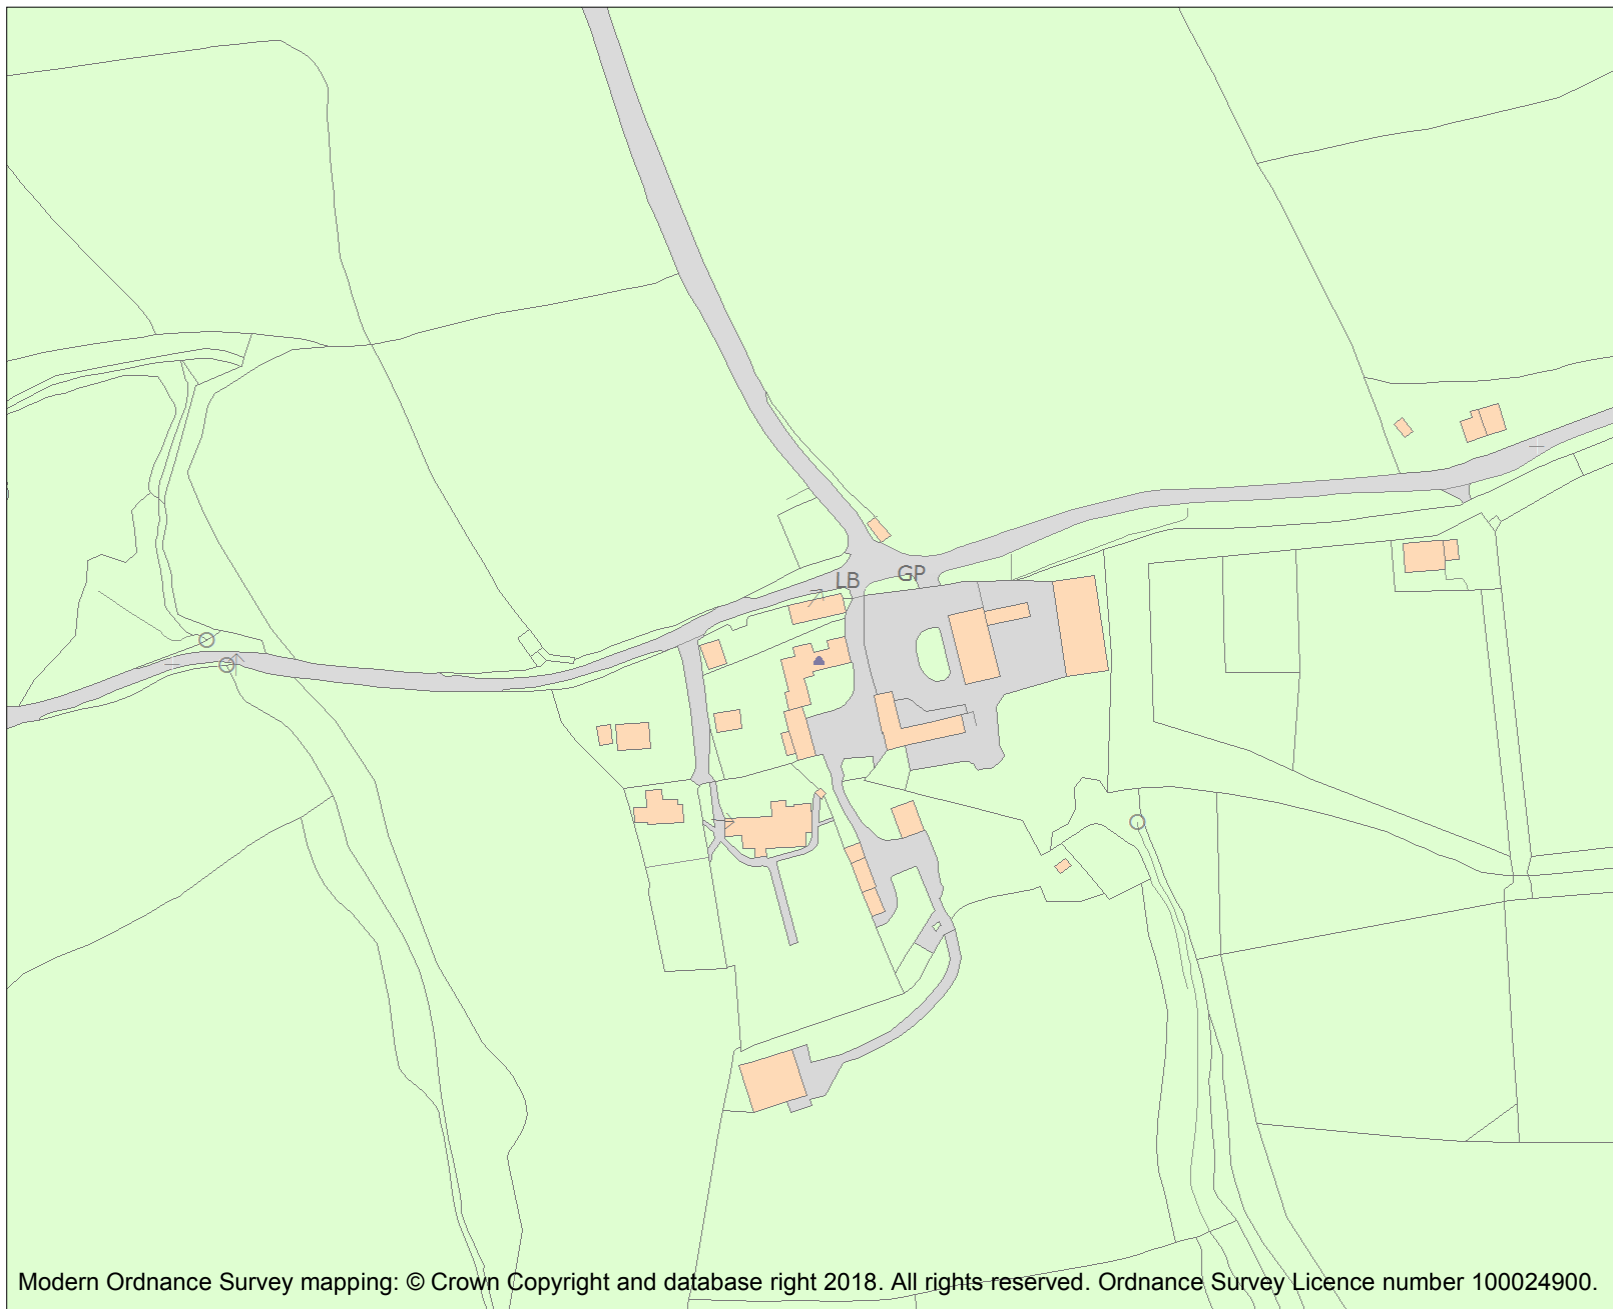 GP
LB
Modern Ordnance Survey mapping: © Crown Copyright and database right 2018. All rights reserved. Ordnance Survey Licence number 100024900.